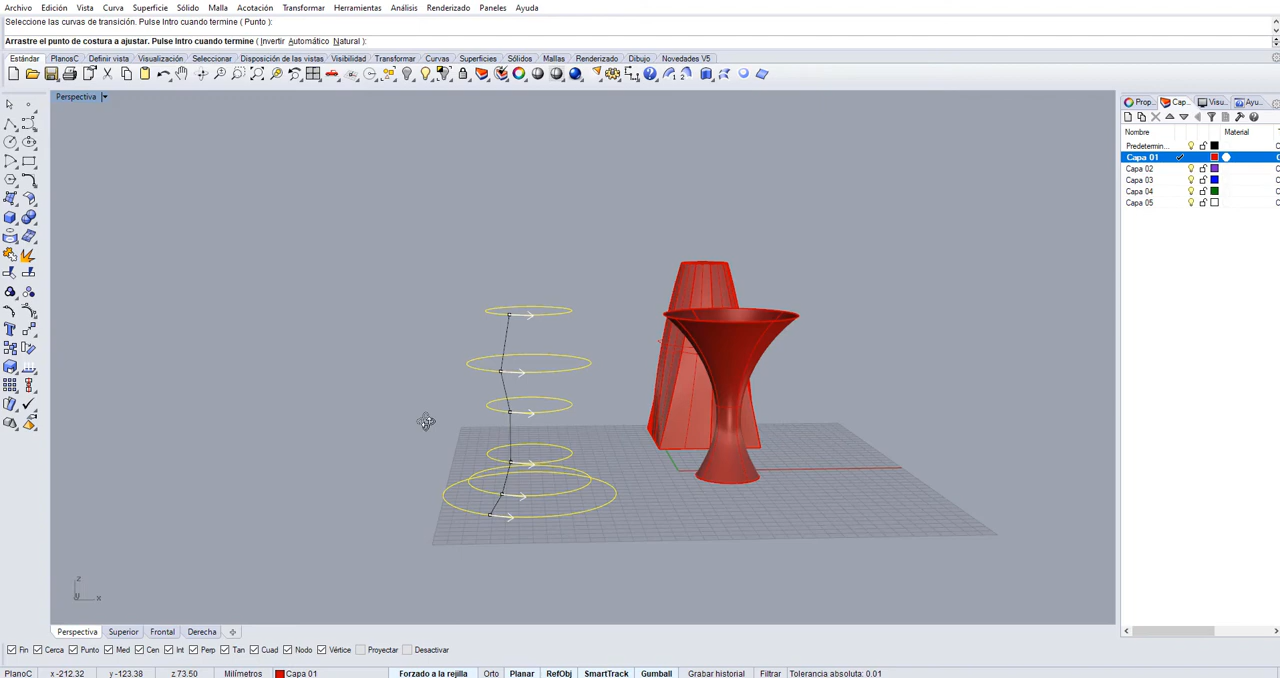 Archivo Edición Vista Curva Superficie Sólido Malla Acotación Transformar Herramientas Análisis Renderizado Paneles Ayuda
Seleccione las curvas de transición. Pulse Intro cuando termine ( Punto ):
Arrastre el punto de costura a ajustar. Pulse Intro cuando termine ( Invertir Automático Natural ):
Estándar PlanosC Definir vista Visualización Seleccionar Disposición de las vistas Visibilidad Transformar Curvas Superficies Sólidos Mallas Renderizado Dibujo Novedades V5
Perspectiva
Prop... Cap... Visu... Ayu...
Nombre Material
Predetermin...
Capa 01
Capa 02
Capa 03
Capa 04
Capa 05
z
y x
Perspectiva Superior Frontal Derecha
Fin Cerca Punto Med Cen Int Perp Tan Cuad Nodo Vértice Proyectar Desactivar
PlanoC x -212.32 y -123.38 z 73.50 Milímetros Capa 01 Forzado a la rejilla Orto Planar RefObj SmartTrack Gumball Grabar historial Filtrar Tolerancia absoluta: 0.01